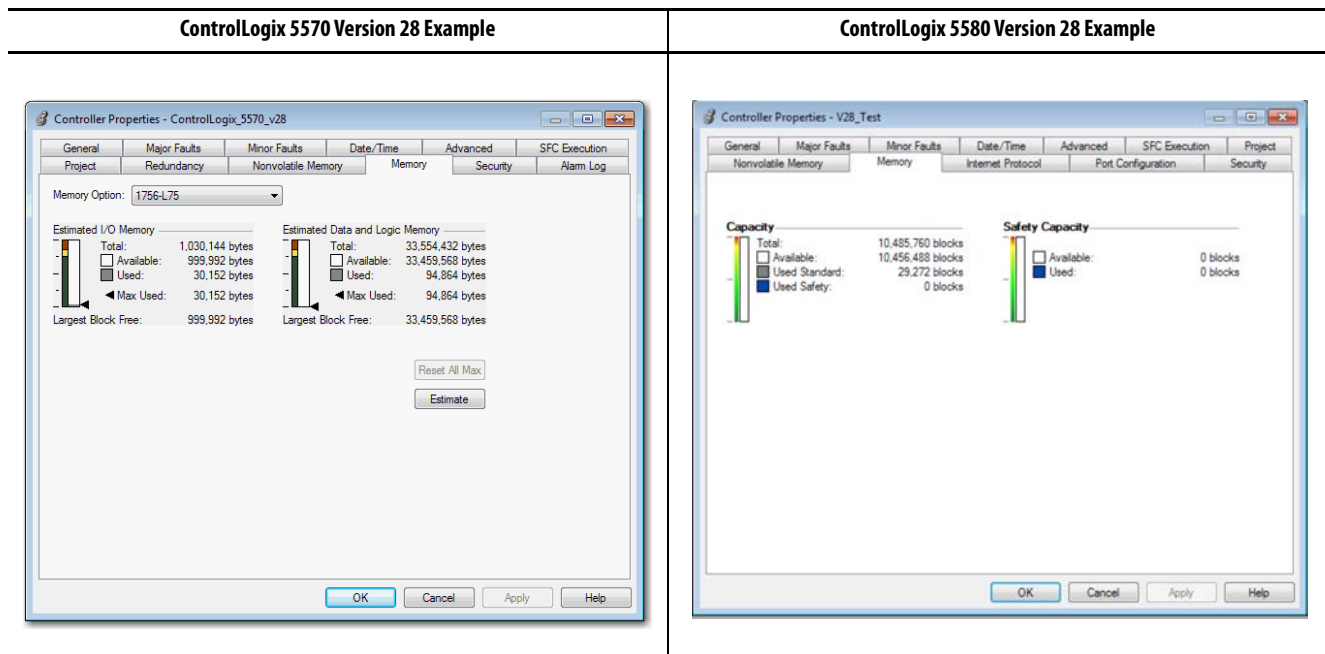 ControlLogix 5570 Version 28 Example
ControlLogix 5580 Version 28 Example
Controller Properties - ControlLogix_5570_v28
General Major Faults Minor Faults Date/Time Advanced SFC Execution
Project Redundancy Nonvolatile Memory Memory Security Alarm Log
Memory Option: 1756-L75
Estimated I/O Memory
Total: 1,030,144 bytes
Available: 999,992 bytes
Used: 30,152 bytes
Max Used: 30,152 bytes
Largest Block Free: 999,992 bytes
Estimated Data and Logic Memory
Total: 33,554,432 bytes
Available: 33,459,568 bytes
Used: 94,864 bytes
Max Used: 94,864 bytes
Largest Block Free: 33,459,568 bytes
Reset All Max
Estimate
OK Cancel Apply Help
Controller Properties - V28_Test
General Major Faults Minor Faults Date/Time Advanced SFC Execution Project
Nonvolatile Memory Memory Internet Protocol Port Configuration Security
Capacity
Total: 10,485,760 blocks
Available: 10,456,488 blocks
Used Standard: 29,272 blocks
Used Safety: 0 blocks
Safety Capacity
Available: 0 blocks
Used: 0 blocks
OK Cancel Apply Help